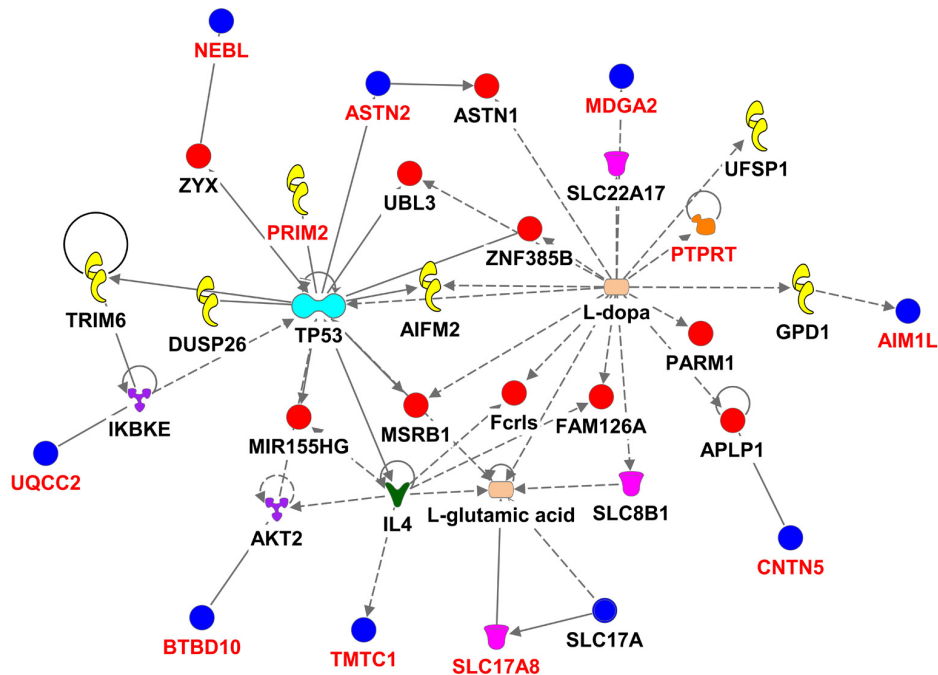 NEBL
ASTN2
ASTN1
MDGA2
UFSP1
ZYX
UBL3
SLC22A17
PRIM2
ZNF385B
PTPRT
TRIM6
DUSP26
TP53
AIFM2
L-dopa
GPD1
AIM1L
PARM1
IKBKE
MIR155HG
MSRB1
Fcrls
FAM126A
APLP1
UQCC2
AKT2
IL4
L-glutamic acid
SLC8B1
CNTN5
BTBD10
TMTC1
SLC17A8
SLC17A